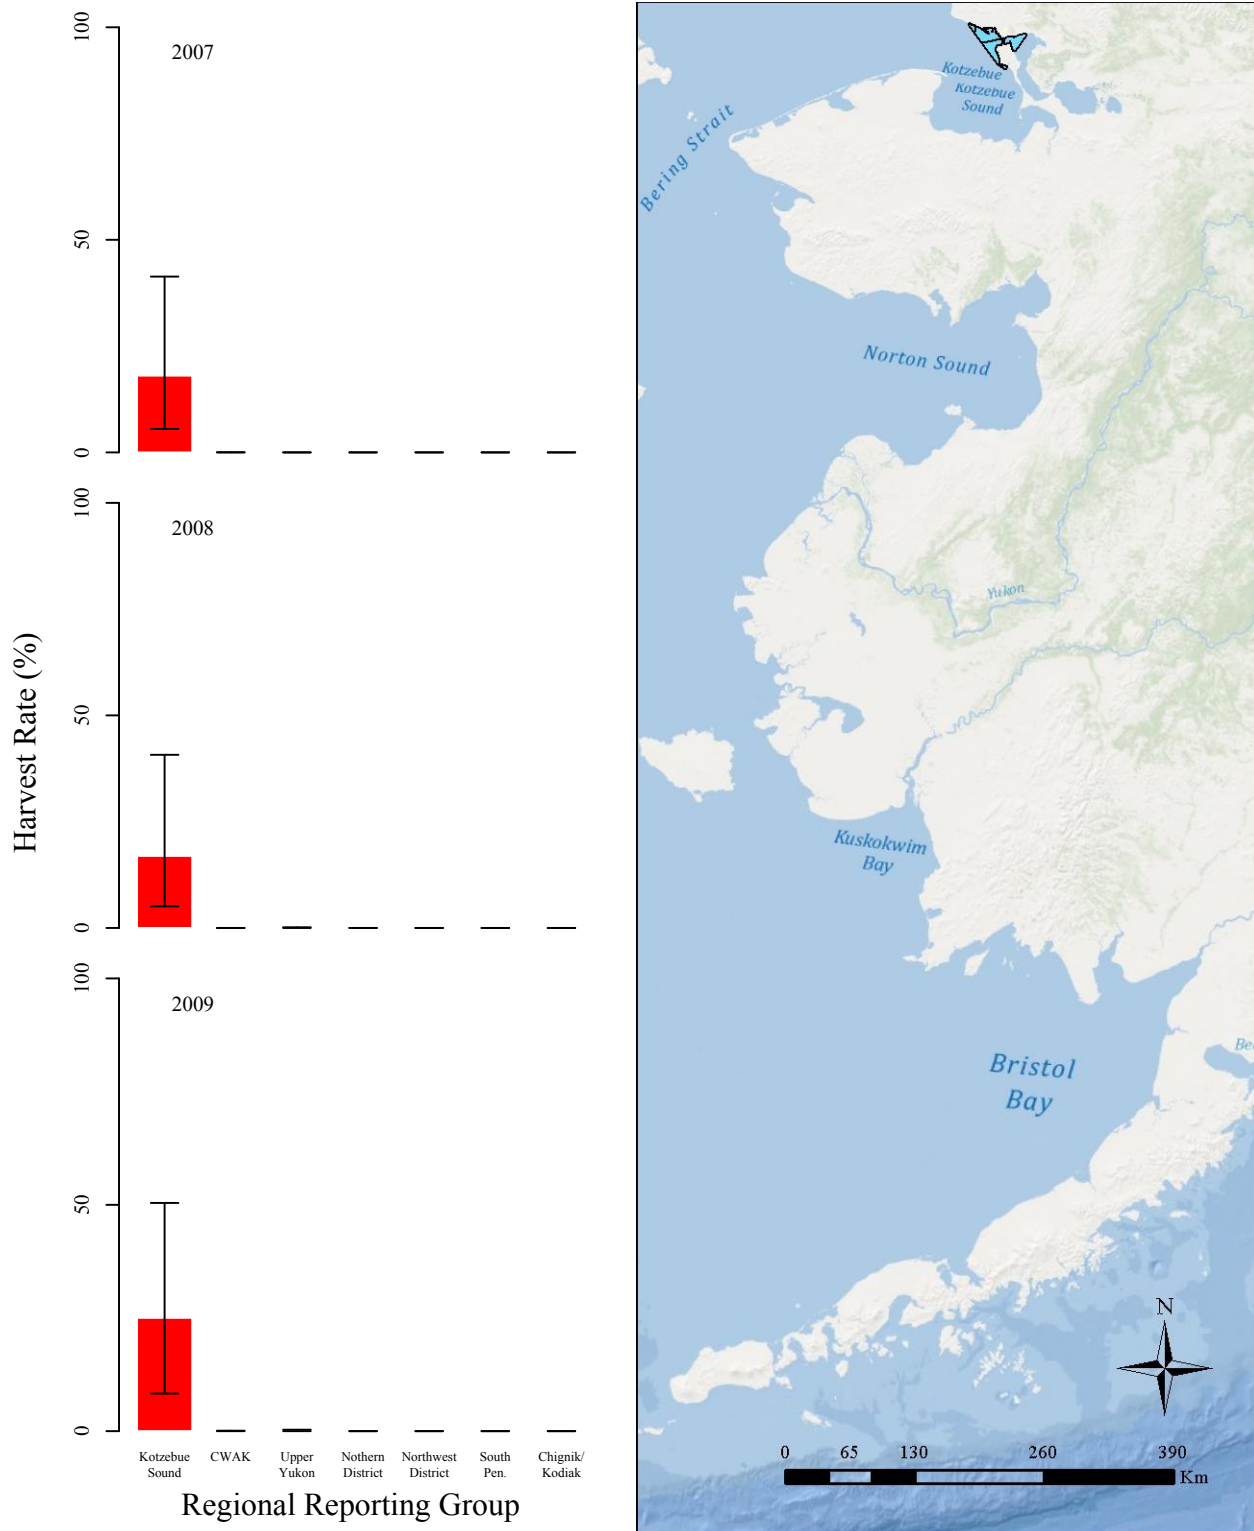 Harvest Rate (%)
100
50
0
2007
100
50
0
2008
100
50
0
2009
Kotzebue
Sound
CWAK
Upper
Yukon
Nothern
District
Northwest
District
South
Pen.
Chignik/
Kodiak
Regional Reporting Group
Kotzebue
Kotzebue
Sound
Bering Strait
Norton Sound
Yukon
Kuskokwim
Bay
Bristol
Bay
N
0 65 130 260 390
Km